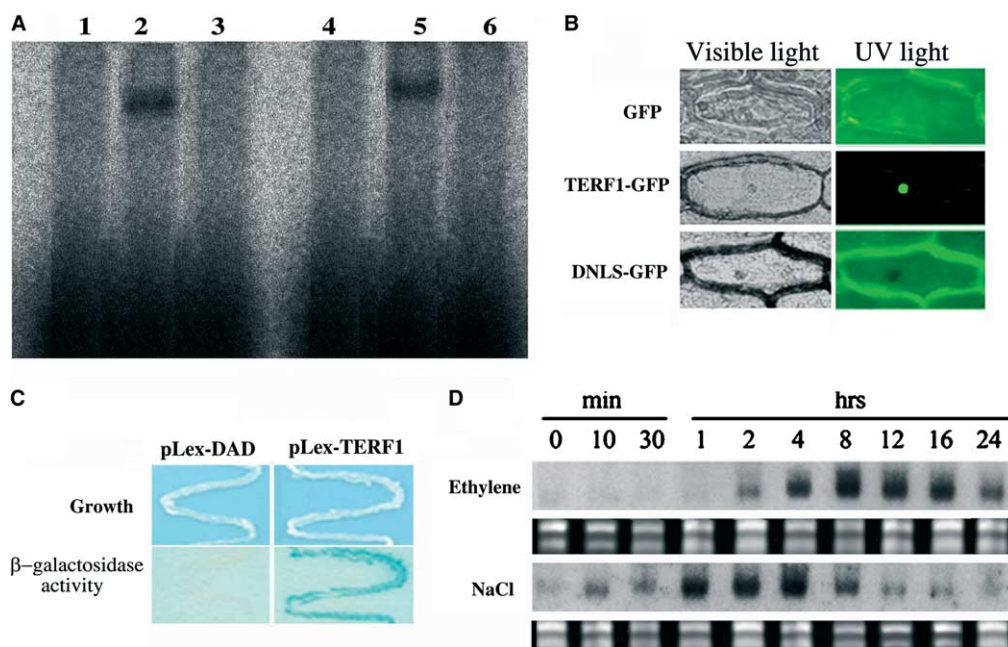 A
1 2 3 4 5 6
B
Visible light UV light
GFP
TERF1-GFP
DNLS-GFP
C
pLex-DAD pLex-TERF1
Growth
β-galactosidase
activity
D
min hrs
0 10 30 1 2 4 8 12 16 24
Ethylene
NaCl